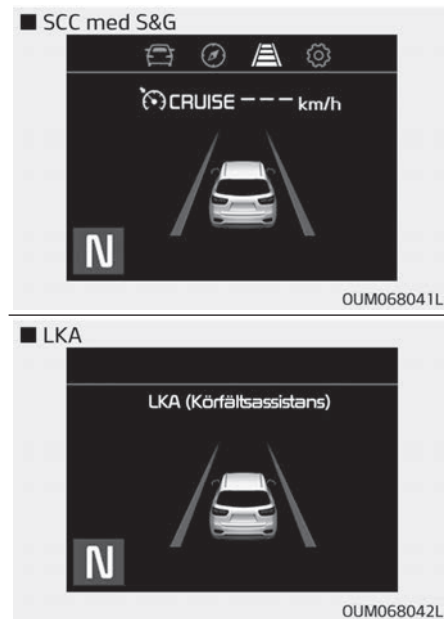 ■ SCC med S&G
CRUISE --- km/h
N
OUM068041L
■ LKA
LKA (Körfältsassistans)
N
OUM068042L